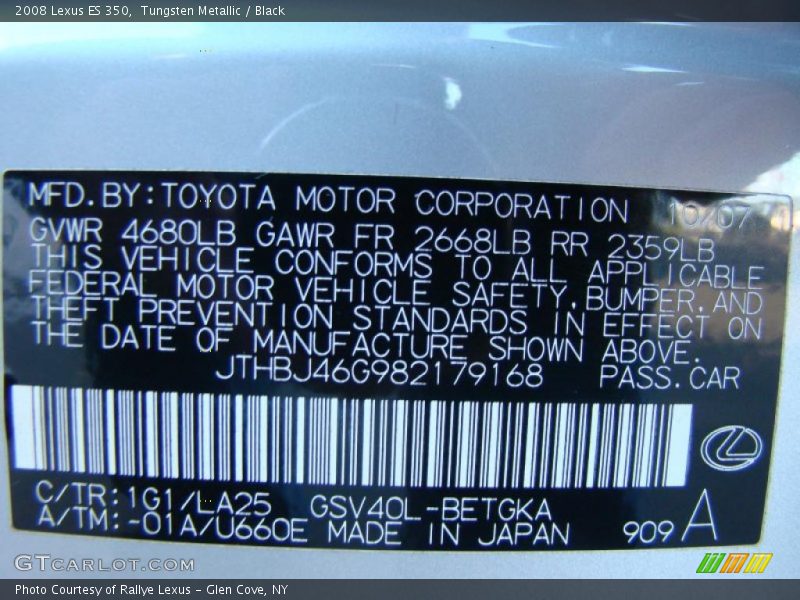 2008 Lexus ES 350, Tungsten Metallic / Black
MFD.BY:TOYOTA MOTOR CORPORATION 10/07
GVWR 4680LB GAWR FR 2668LB RR 2359LB
THIS VEHICLE CONFORMS TO ALL APPLICABLE
FEDERAL MOTOR VEHICLE SAFETY,BUMPER,AND
THEFT PREVENTION STANDARDS IN EFFECT ON
THE DATE OF MANUFACTURE SHOWN ABOVE.
JTHBJ46G982179168 PASS.CAR
C/TR:1G1/LA25 GSV40L-BETGKA
A/TM:-01A/U660E MADE IN JAPAN 909 A
GTCARLOT.COM
Photo Courtesy of Rallye Lexus - Glen Cove, NY